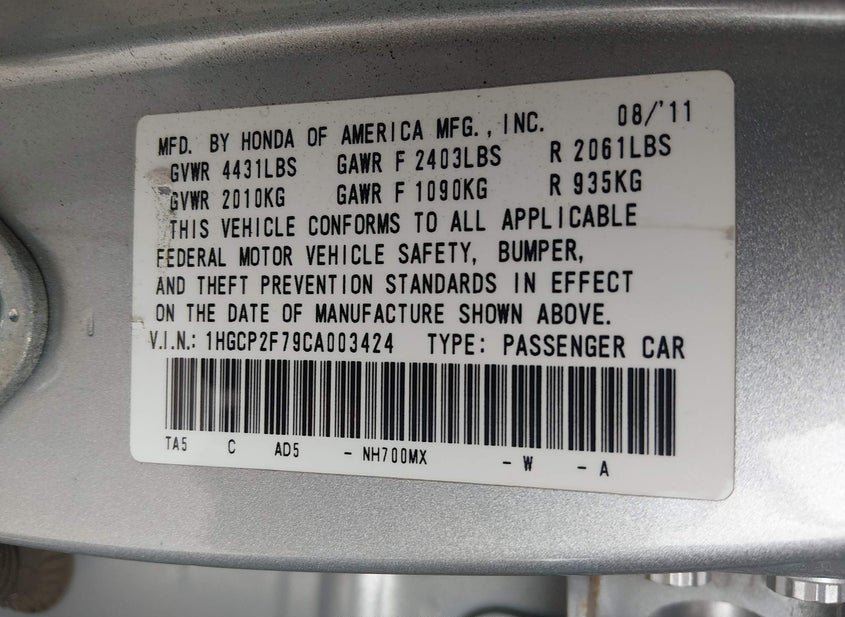 MFD. BY HONDA OF AMERICA MFG., INC. 08/'11
GVWR 4431LBS GAWR F 2403LBS R 2061LBS
GVWR 2010KG GAWR F 1090KG R 935KG
THIS VEHICLE CONFORMS TO ALL APPLICABLE
FEDERAL MOTOR VEHICLE SAFETY, BUMPER,
AND THEFT PREVENTION STANDARDS IN EFFECT
ON THE DATE OF MANUFACTURE SHOWN ABOVE.
V.I.N.: 1HGCP2F79CA003424 TYPE: PASSENGER CAR
TA5 C AD5 - NH700MX - W - A